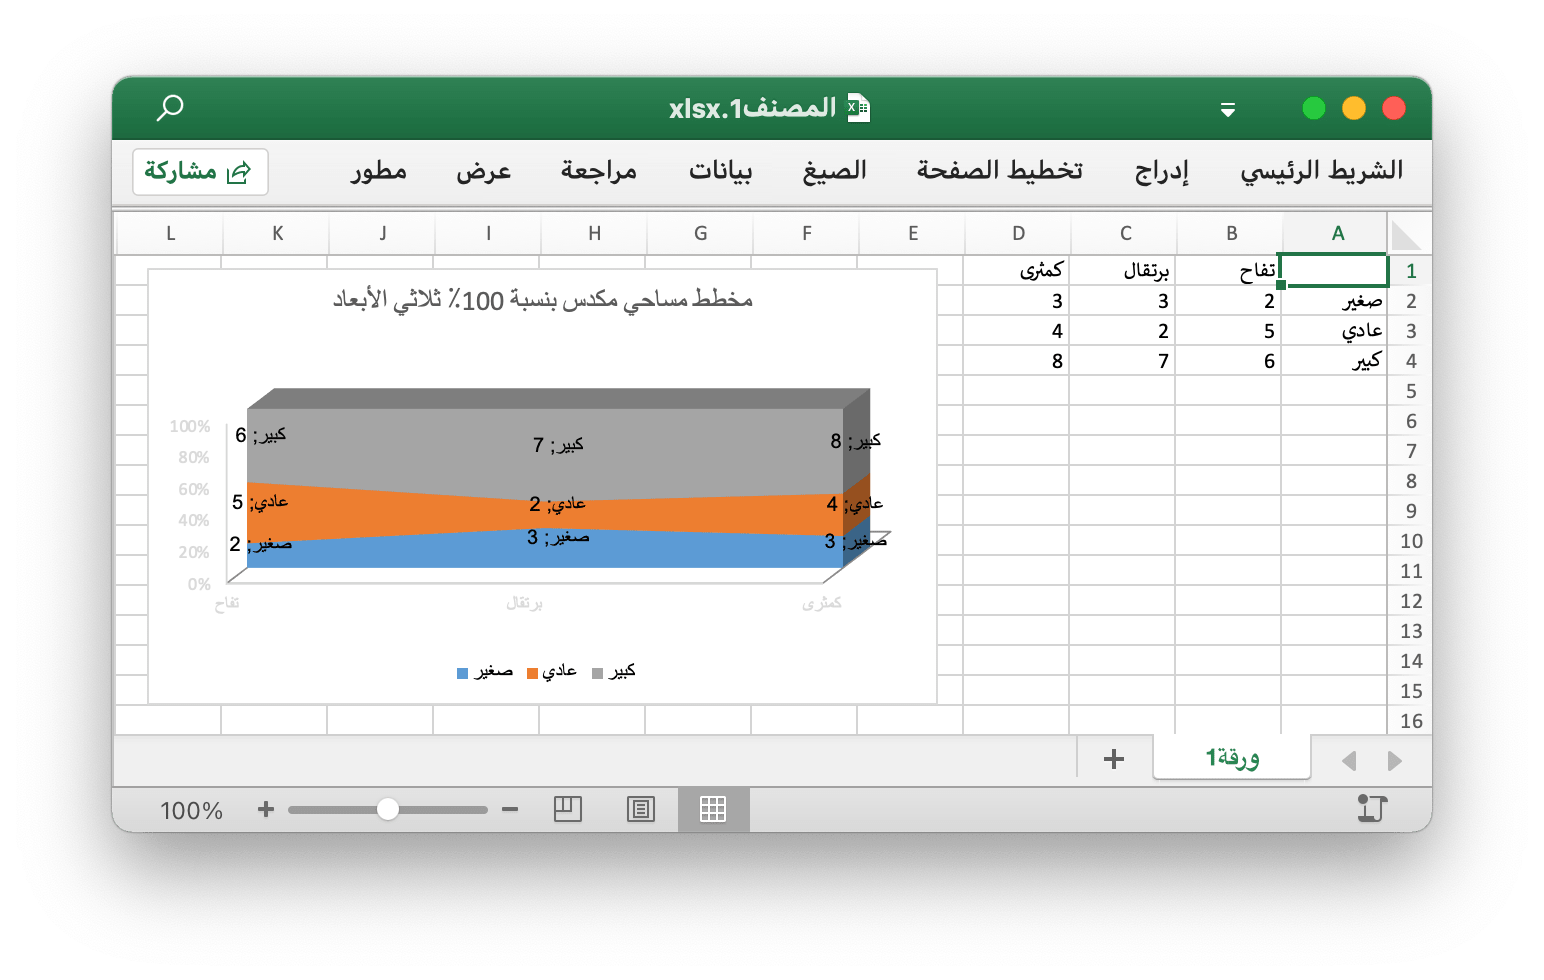 المصنف1.xlsx
الشريط الرئيسي إدراج تخطيط الصفحة الصيغ بيانات مراجعة عرض مطور مشاركة
A B C D E F G H I J K L
1 تفاح برتقال كمثرى
2 صغير 2 3 3
3 عادي 5 2 4
4 كبير 6 7 8
5
6
7
8
9
10
11
12
13
14
15
16
مخطط مساحي مكدس بنسبة 100٪ ثلاثي الأبعاد
100%
80%
60%
40%
20%
0%
كبير; 6 كبير; 7 كبير; 8
عادي; 5 عادي; 2 عادي; 4
صغير; 2 صغير; 3 صغير; 3
تفاح برتقال كمثرى
صغير عادي كبير
ورقة1 +
100%